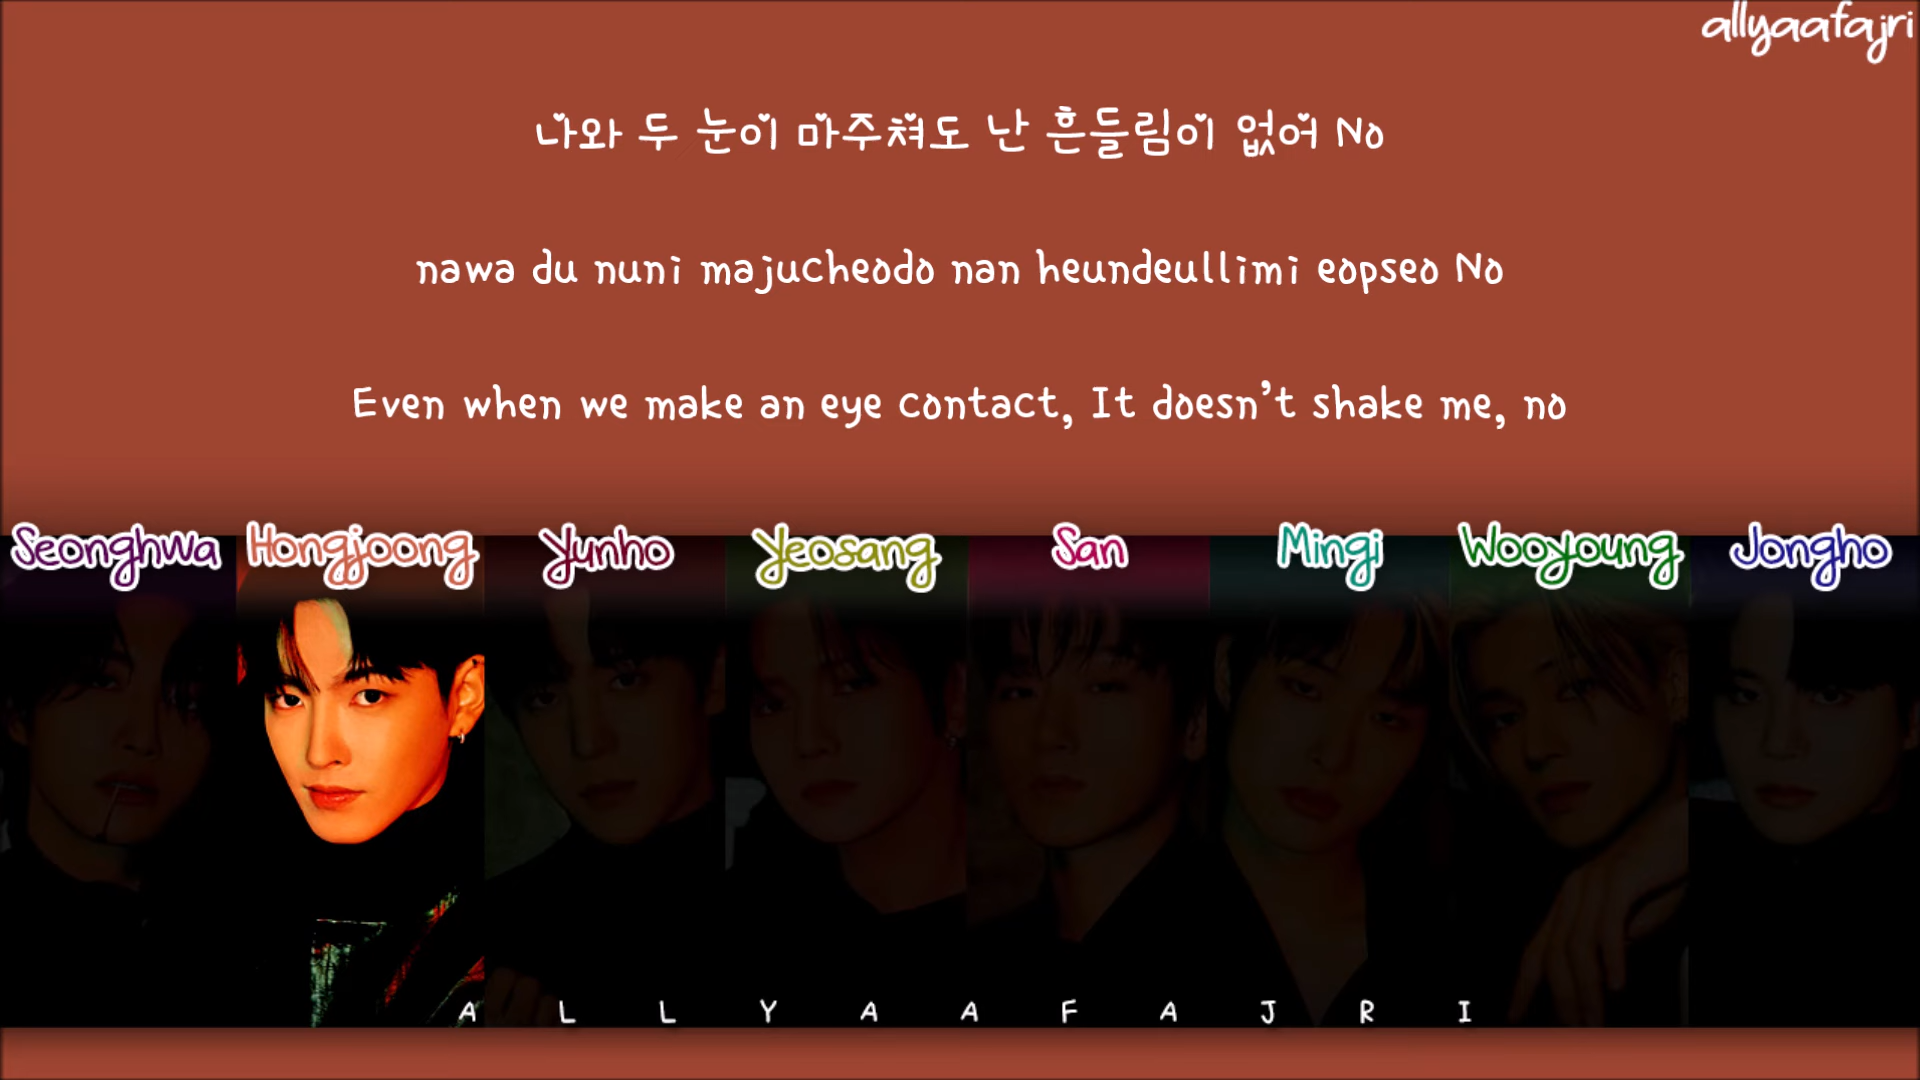 allyaafajri
나와 두 눈이 마주쳐도 난 흔들림이 없어 No
nawa du nuni majucheodo nan heundeullimi eopseo No
Even when we make an eye contact, It doesn't shake me, no
Seonghwa Hongjoong Yunho Yeosang San Mingi Wooyoung Jongho
A L L Y A A F A J R I